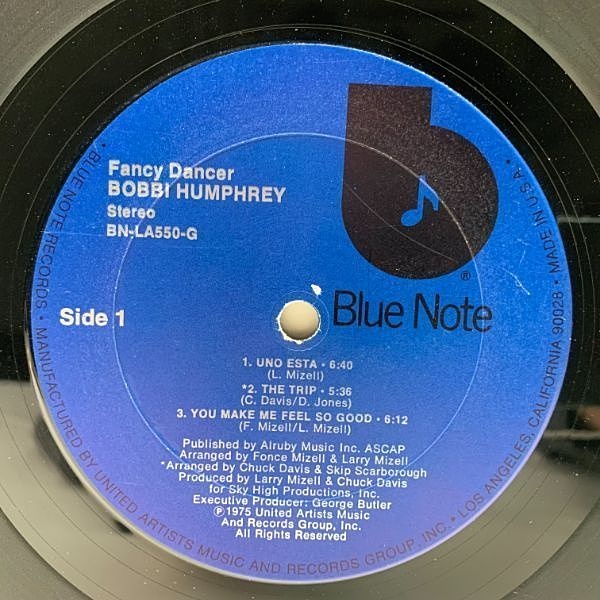 Fancy Dancer
BOBBI HUMPHREY
Stereo
BN-LA550-G
Side 1
®
Blue Note
1. UNO ESTA • 6:40
(L. Mizell)
*2. THE TRIP • 5:36
(C. Davis/D. Jones)
3. YOU MAKE ME FEEL SO GOOD • 6:12
(F. Mizell/L. Mizell)
Published by Alruby Music Inc. ASCAP
Arranged by Fonce Mizell & Larry Mizell
*Arranged by Chuck Davis & Skip Scarborough
Produced by Larry Mizell & Chuck Davis
for Sky High Productions, Inc.
Executive Producer: George Butler
℗ 1975 United Artists Music
And Records Group, Inc.
All Rights Reserved
• BLUE NOTE RECORDS • MANUFACTURED BY UNITED ARTISTS MUSIC AND RECORDS GROUP, INC. • LOS ANGELES, CALIFORNIA 90028 • MADE IN U.S.A. •